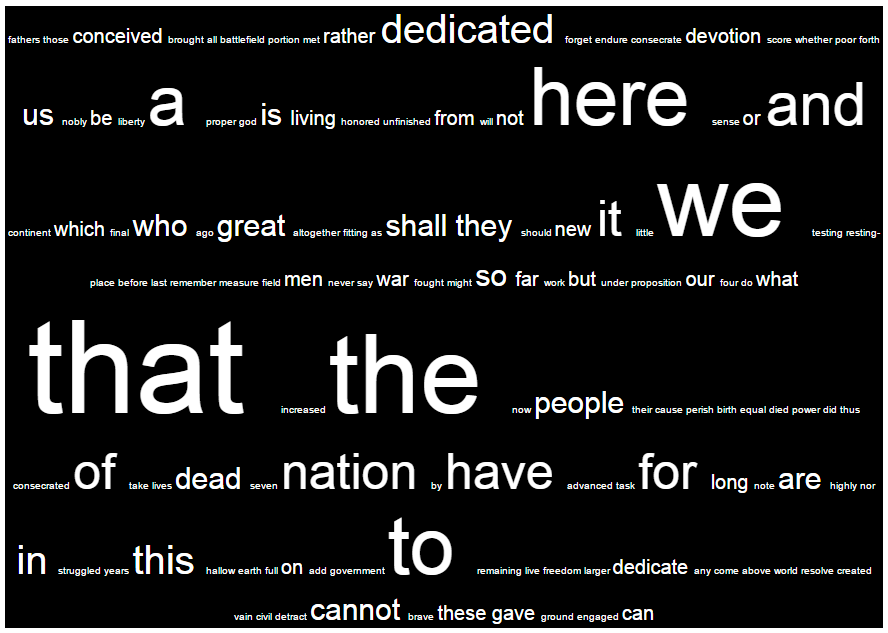 fathers those conceived brought all battlefield portion met rather dedicated forget endure consecrate devotion score whether poor forth
us nobly be liberty a proper god is living honored unfinished from will not here sense or and
continent which final who ago great altogether fitting as shall they should new it little we testing resting-
place before last remember measure field men never say war fought might so far work but under proposition our four do what
that increased the now people their cause perish birth equal died power did thus
consecrated of take lives dead seven nation by have advanced task for long note are highly nor
in struggled years this hallow earth full on add government to remaining live freedom larger dedicate any come above world resolve created
vain civil detract cannot brave these gave ground engaged can